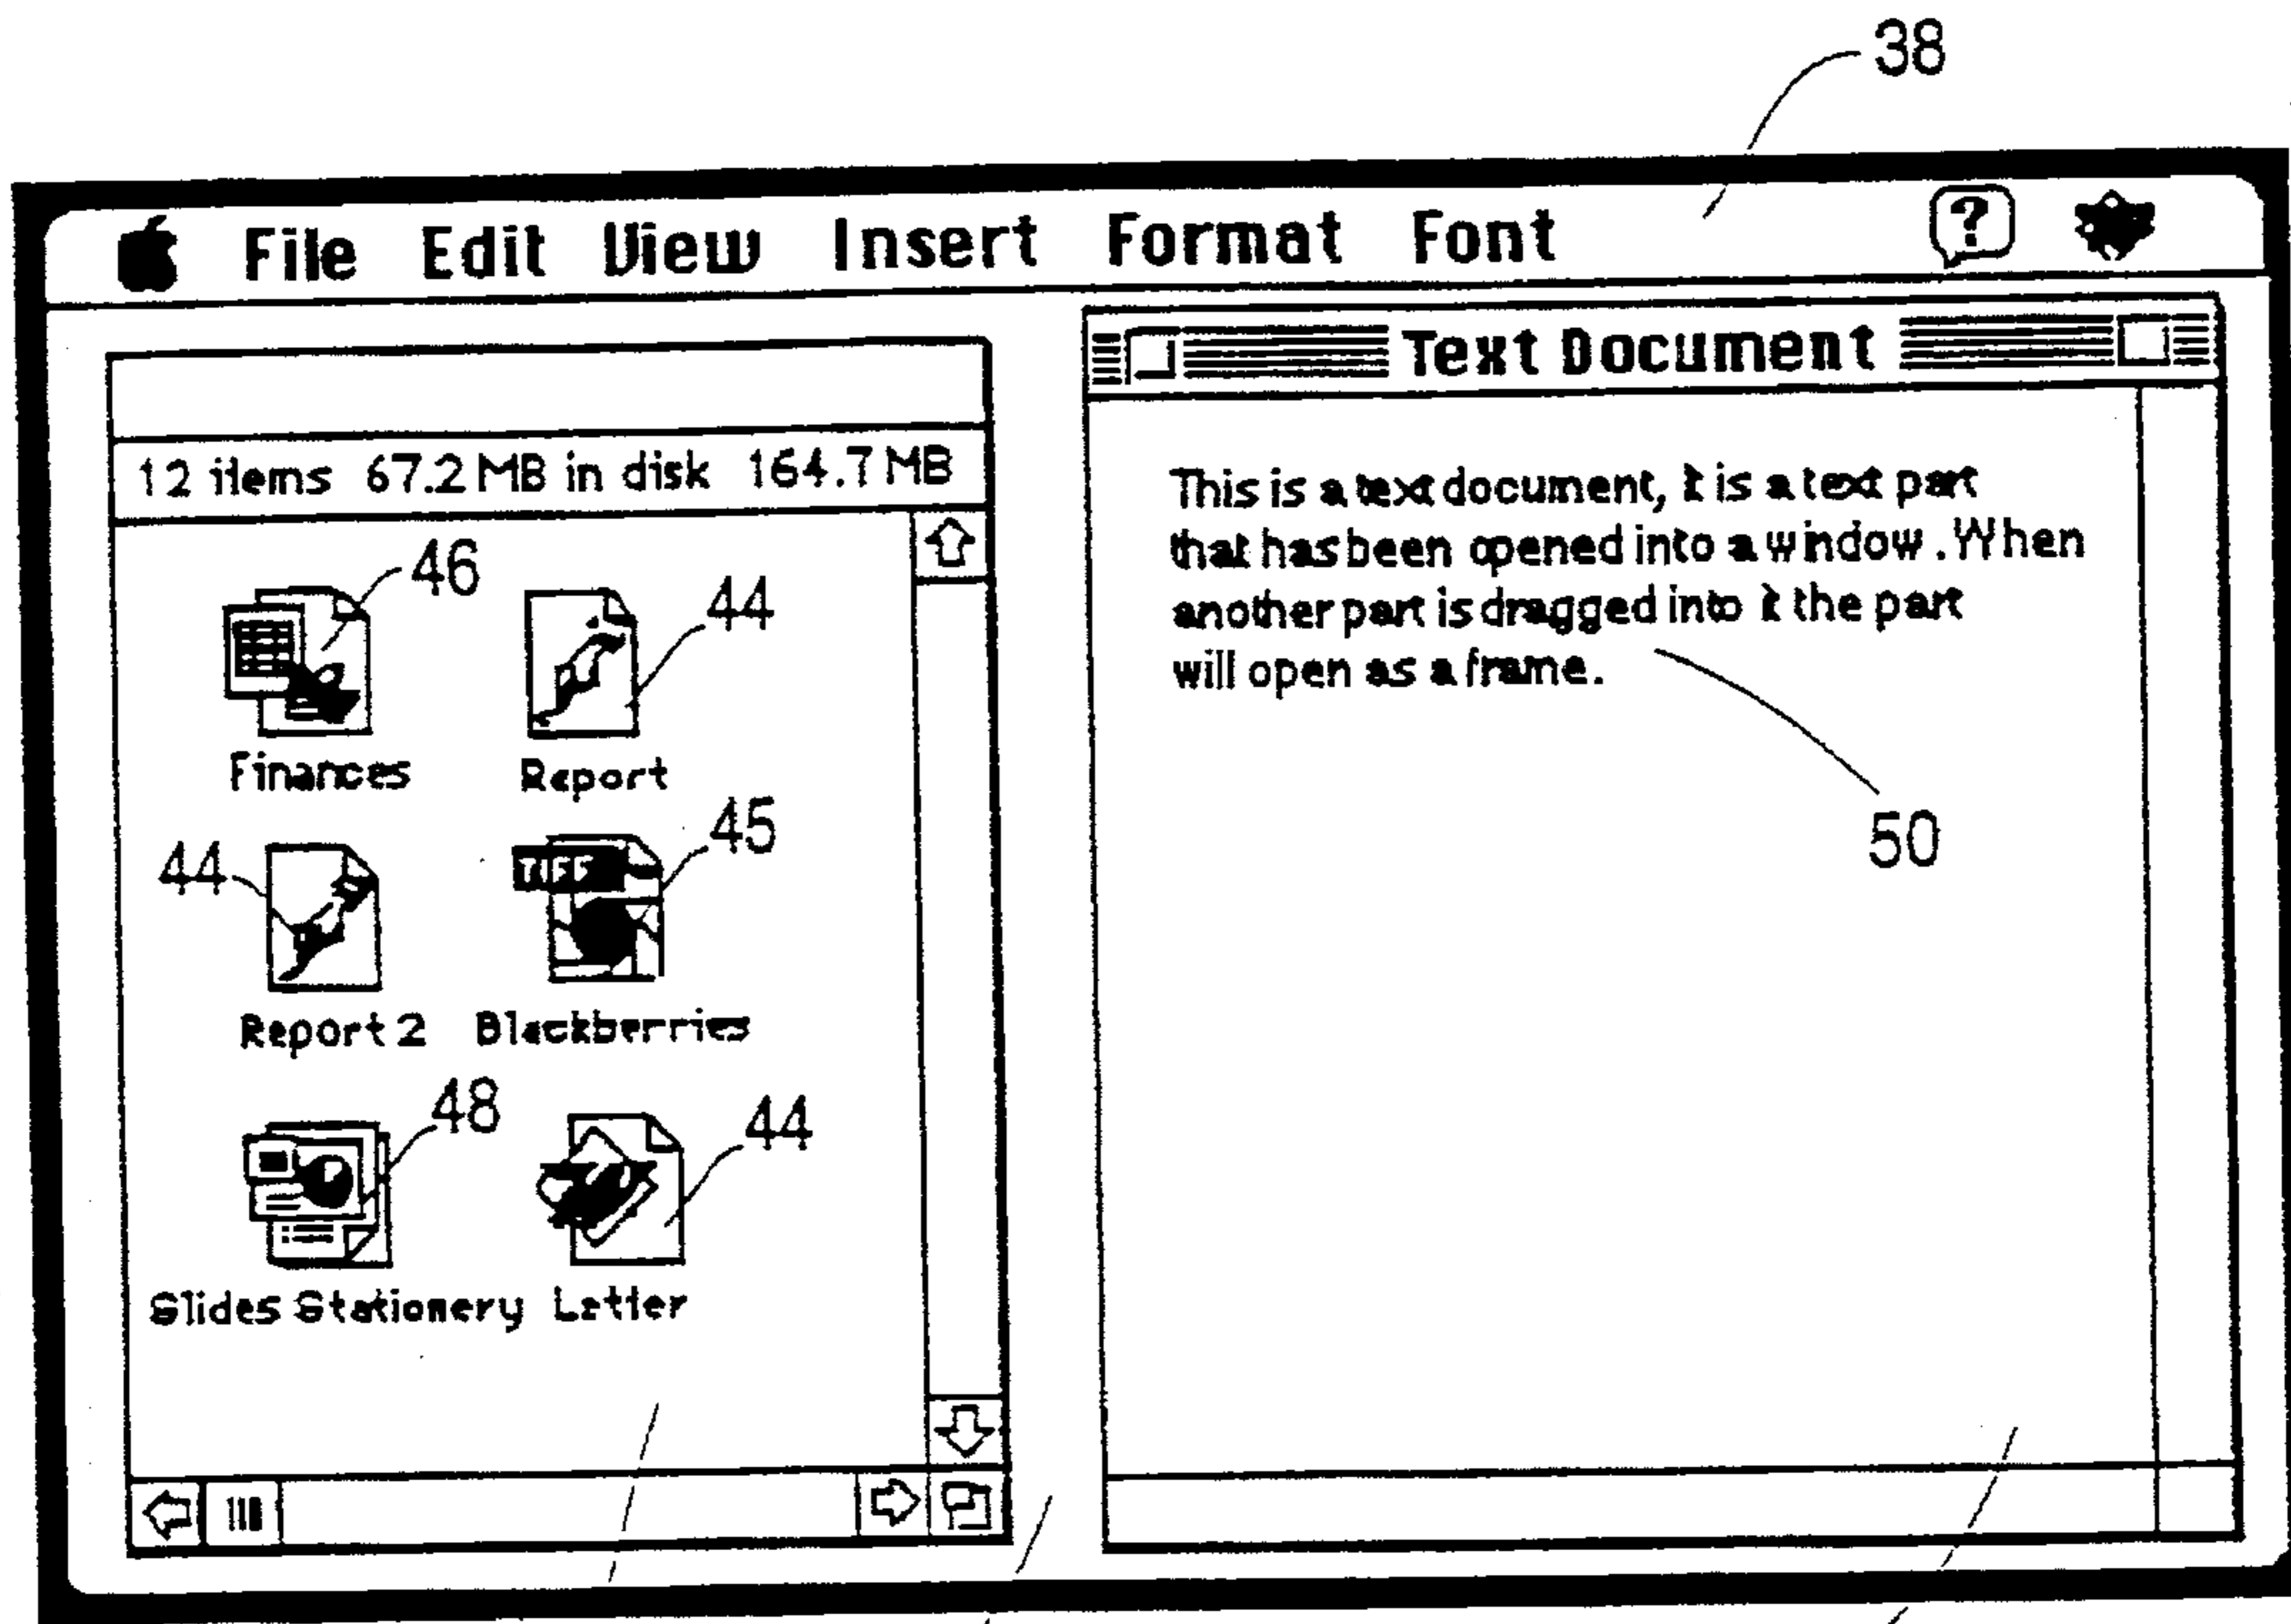 38
File Edit View Insert Format Font ?
Text Document
12 items 67.2 MB in disk 164.7 MB
46
44
Finances
Report
44
45
TIFF
Report 2
Blackberries
48
44
Slides Stationery
Letter
This is a text document, it is a text part
that has been opened into a window. When
another part is dragged into it the part
will open as a frame.
50